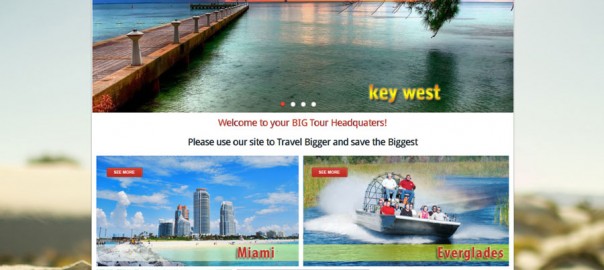 key west
Welcome to your BIG Tour Headquaters!
Please use our site to Travel Bigger and save the Biggest
SEE MORE
SEE MORE
Miami
Everglades